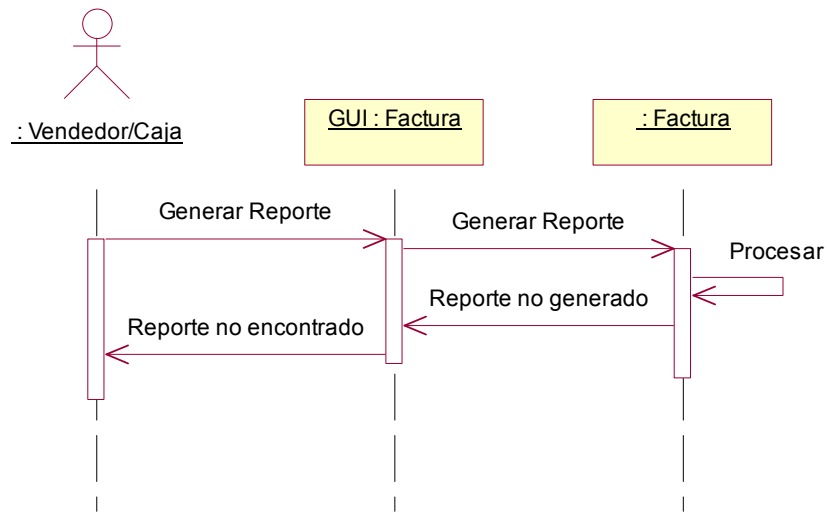 : Vendedor/Caja
GUI : Factura
: Factura
Generar Reporte
Generar Reporte
Procesar
Reporte no generado
Reporte no encontrado